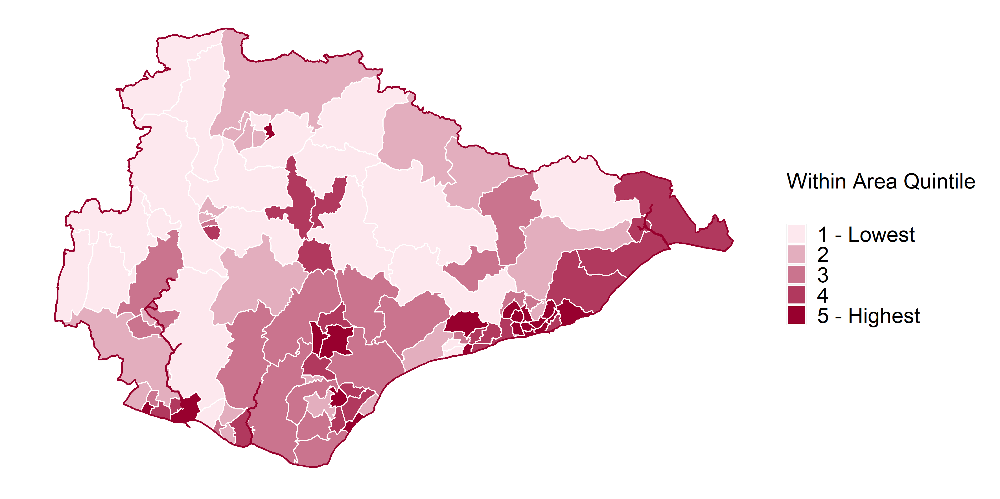 Within Area Quintile
1 - Lowest
2
3
4
5 - Highest